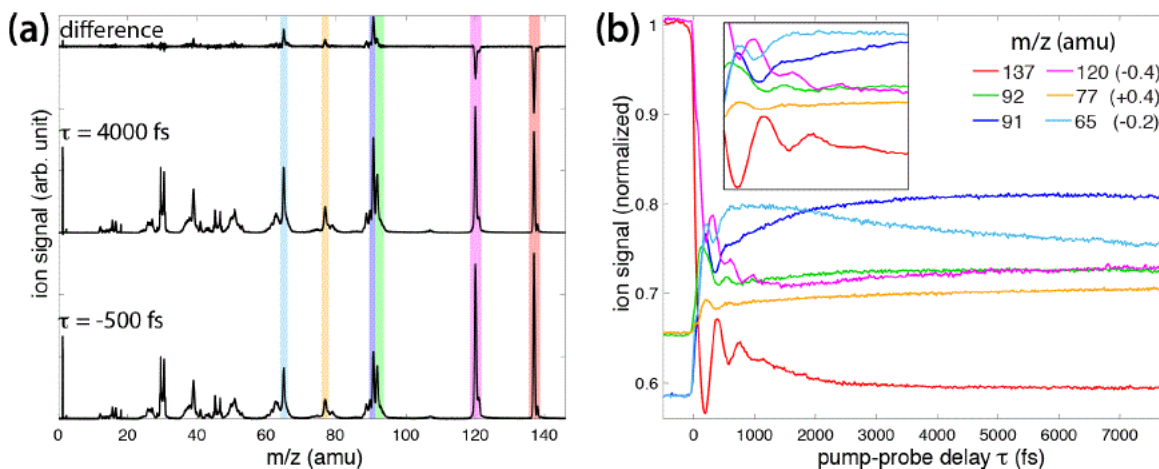 (a)
difference
τ = 4000 fs
τ = -500 fs
ion signal (arb. unit)
0 20 40 60 80 100 120 140
m/z (amu)
(b)
m/z (amu)
137 120 (-0.4)
92 77 (+0.4)
91 65 (-0.2)
1
0.9
0.8
0.7
0.6
ion signal (normalized)
-500 0 1000 2000 3000 4000 5000 6000 7000
pump-probe delay τ (fs)